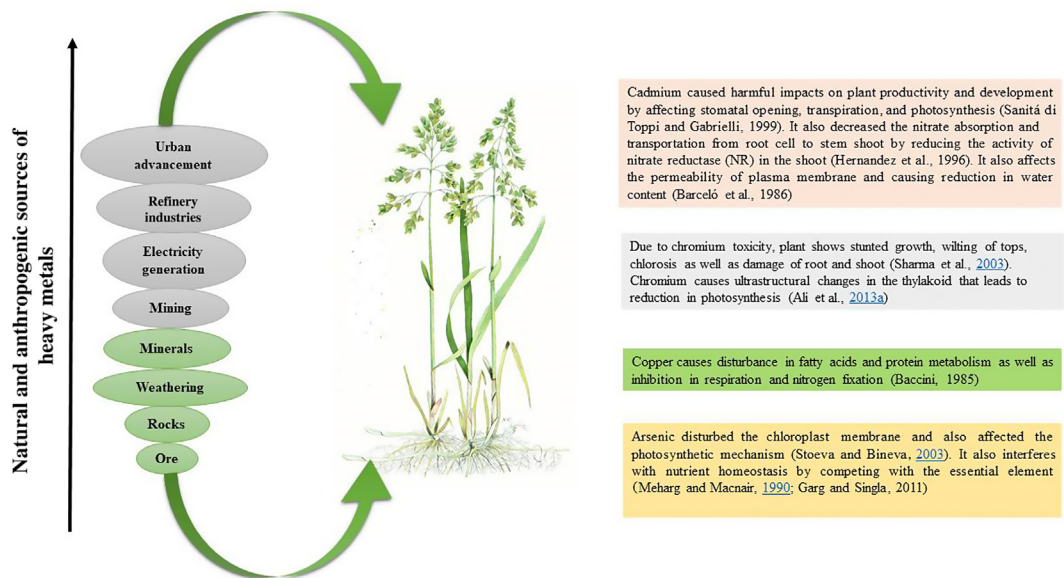 Natural and anthropogenic sources of
heavy metals
Urban
advancement
Refinery
industries
Electricity
generation
Mining
Minerals
Weathering
Rocks
Ore
Cadmium caused harmful impacts on plant productivity and development
by affecting stomatal opening, transpiration, and photosynthesis (Sanitá di
Toppi and Gabrielli, 1999). It also decreased the nitrate absorption and
transportation from root cell to stem shoot by reducing the activity of
nitrate reductase (NR) in the shoot (Hernandez et al., 1996). It also affects
the permeability of plasma membrane and causing reduction in water
content (Barceló et al., 1986)
Due to chromium toxicity, plant shows stunted growth, wilting of tops,
chlorosis as well as damage of root and shoot (Sharma et al., 2003).
Chromium causes ultrastructural changes in the thylakoid that leads to
reduction in photosynthesis (Ali et al., 2013a)
Copper causes disturbance in fatty acids and protein metabolism as well as
inhibition in respiration and nitrogen fixation (Baccini, 1985)
Arsenic disturbed the chloroplast membrane and also affected the
photosynthetic mechanism (Stoeva and Bineva, 2003). It also interferes
with nutrient homeostasis by competing with the essential element
(Meharg and Macnair, 1990; Garg and Singla, 2011)